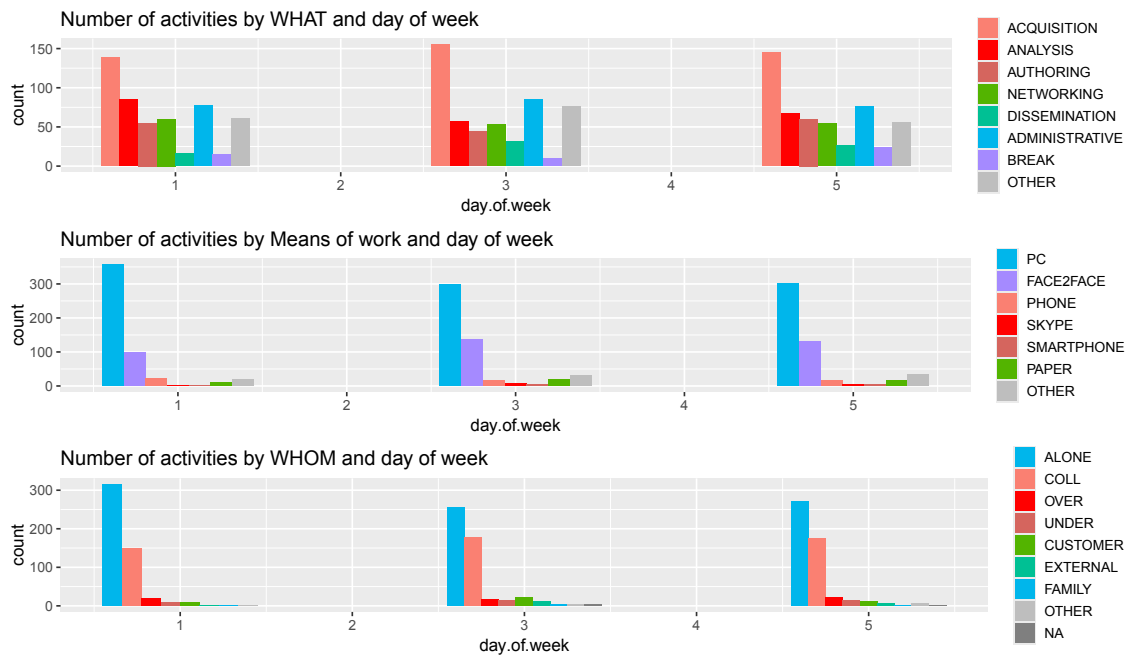 Number of activities by WHAT and day of week
150
100
50
0
count
1 2 3 4 5
day.of.week
ACQUISITION
ANALYSIS
AUTHORING
NETWORKING
DISSEMINATION
ADMINISTRATIVE
BREAK
OTHER
Number of activities by Means of work and day of week
300
200
100
0
count
1 2 3 4 5
day.of.week
PC
FACE2FACE
PHONE
SKYPE
SMARTPHONE
PAPER
OTHER
Number of activities by WHOM and day of week
300
200
100
0
count
1 2 3 4 5
day.of.week
ALONE
COLL
OVER
UNDER
CUSTOMER
EXTERNAL
FAMILY
OTHER
NA